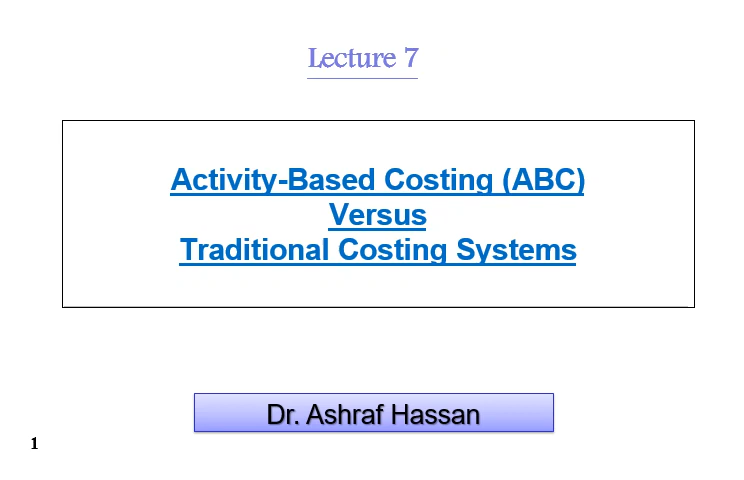 Lecture 7
Activity-Based Costing (ABC)
Versus
Traditional Costing Systems
Dr. Ashraf Hassan
1